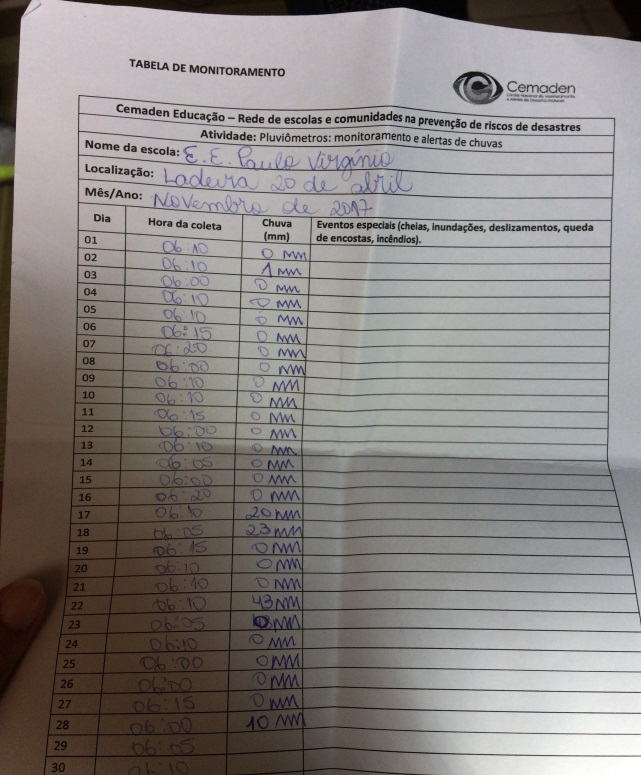 TABELA DE MONITORAMENTO
Cemaden
Cemaden Educação – Rede de escolas e comunidades na prevenção de riscos de desastres
Atividade: Pluviômetros: monitoramento e alertas de chuvas
Nome da escola: E.E. Paulo Virgínio
Localização: Ladeira 20 de abril
Mês/Ano: Novembro de 2017
Dia Hora da coleta Chuva (mm) Eventos especiais (cheias, inundações, deslizamentos, queda de encostas, incêndios).
01 06:10 0 mm
02 06:10 1 mm
03 06:00 0 mm
04 06:10 0 mm
05 06:10 0 mm
06 06:15 0 mm
07 06:20 0 mm
08 06:00 0 mm
09 06:10 0 mm
10 06:10 0 mm
11 06:15 0 mm
12 06:00 0 mm
13 06:10 0 mm
14 06:05 0 mm
15 06:00 0 mm
16 06:20 0 mm
17 06:10 20 mm
18 06:05 23 mm
19 06:15 0 mm
20 06:10 0 mm
21 06:10 0 mm
22 06:10 43 mm
23 06:05 mm
24 06:10 0 mm
25 06:00 0 mm
26 06:00 0 mm
27 06:15 0 mm
28 06:00 10 mm
29 06:05
30 06:10